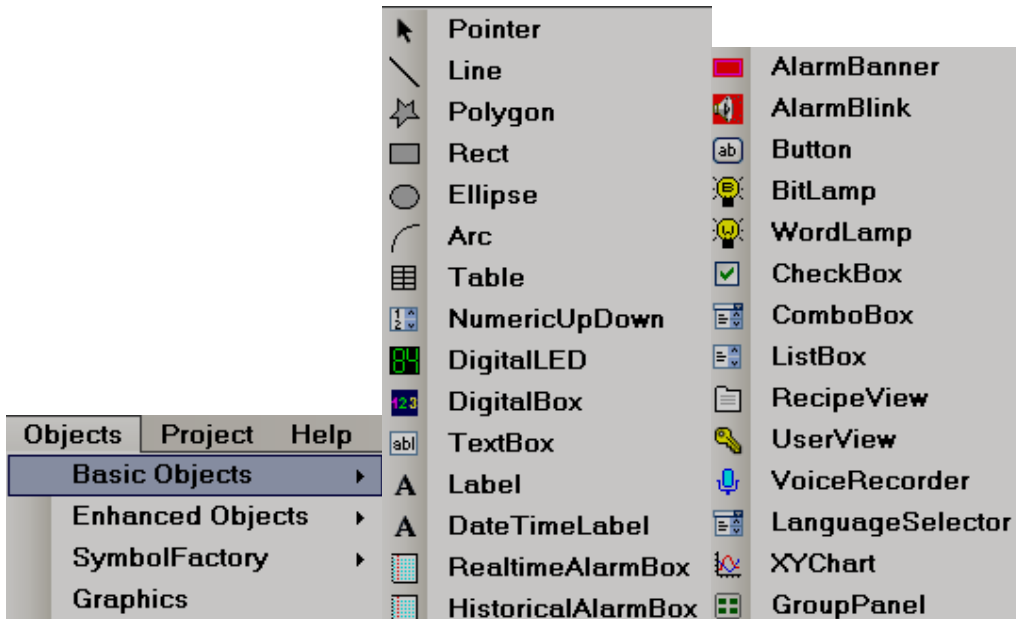 Objects Project Help
Basic Objects
Enhanced Objects
SymbolFactory
Graphics
Pointer
Line
Polygon
Rect
Ellipse
Arc
Table
NumericUpDown
DigitalLED
DigitalBox
TextBox
Label
DateTimeLabel
RealtimeAlarmBox
HistoricalAlarmBox
AlarmBanner
AlarmBlink
Button
BitLamp
WordLamp
CheckBox
ComboBox
ListBox
RecipeView
UserView
VoiceRecorder
LanguageSelector
XYChart
GroupPanel